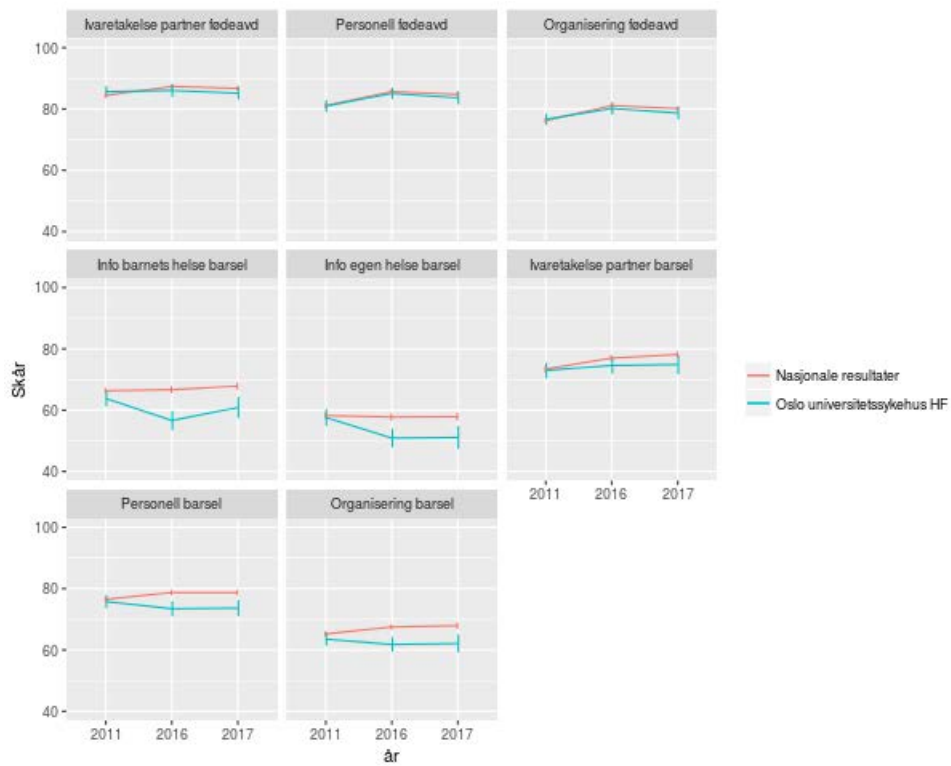 Ivaretakelse partner fødeavd
Personell fødeavd
Organisering fødeavd
100
80
60
40
Info barnets helse barsel
Info egen helse barsel
Ivaretakelse partner barsel
100
80
60
40
Skår
Nasjonale resultater
Oslo universitetssykehus HF
2011 2016 2017
Personell barsel
Organisering barsel
100
80
60
40
2011 2016 2017
2011 2016 2017
år